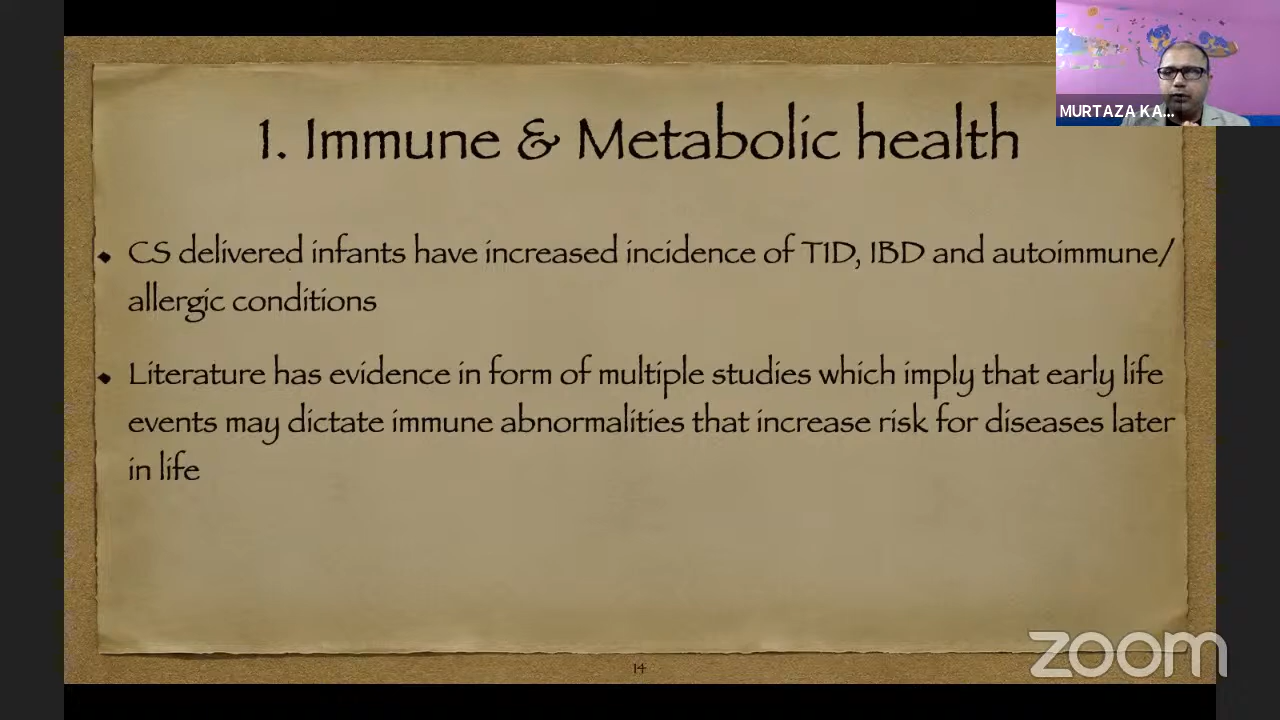 MURTAZA KA...
1. Immune & Metabolic health
CS delivered infants have increased incidence of T1D, IBD and autoimmune/
allergic conditions
Literature has evidence in form of multiple studies which imply that early life
events may dictate immune abnormalities that increase risk for diseases later
in life
zoom
14